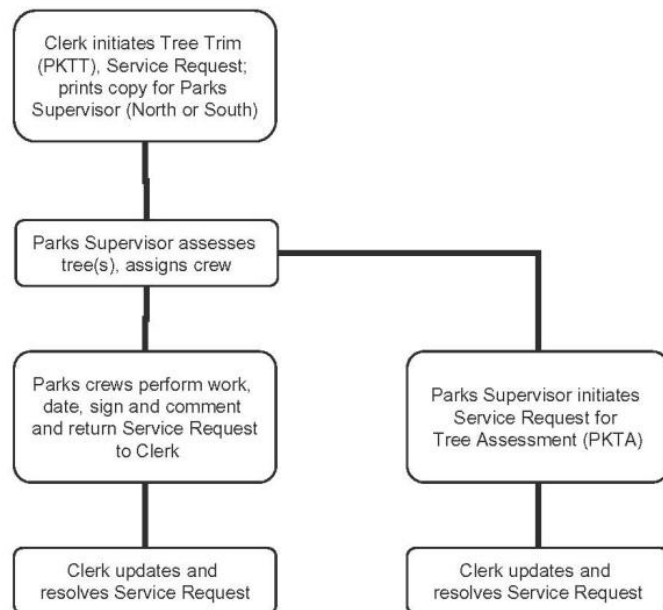 Clerk initiates Tree Trim
(PKTT), Service Request;
prints copy for Parks
Supervisor (North or South)
Parks Supervisor assesses
tree(s), assigns crew
Parks crews perform work,
date, sign and comment
and return Service Request
to Clerk
Parks Supervisor initiates
Service Request for
Tree Assessment (PKTA)
Clerk updates and
resolves Service Request
Clerk updates and
resolves Service Request